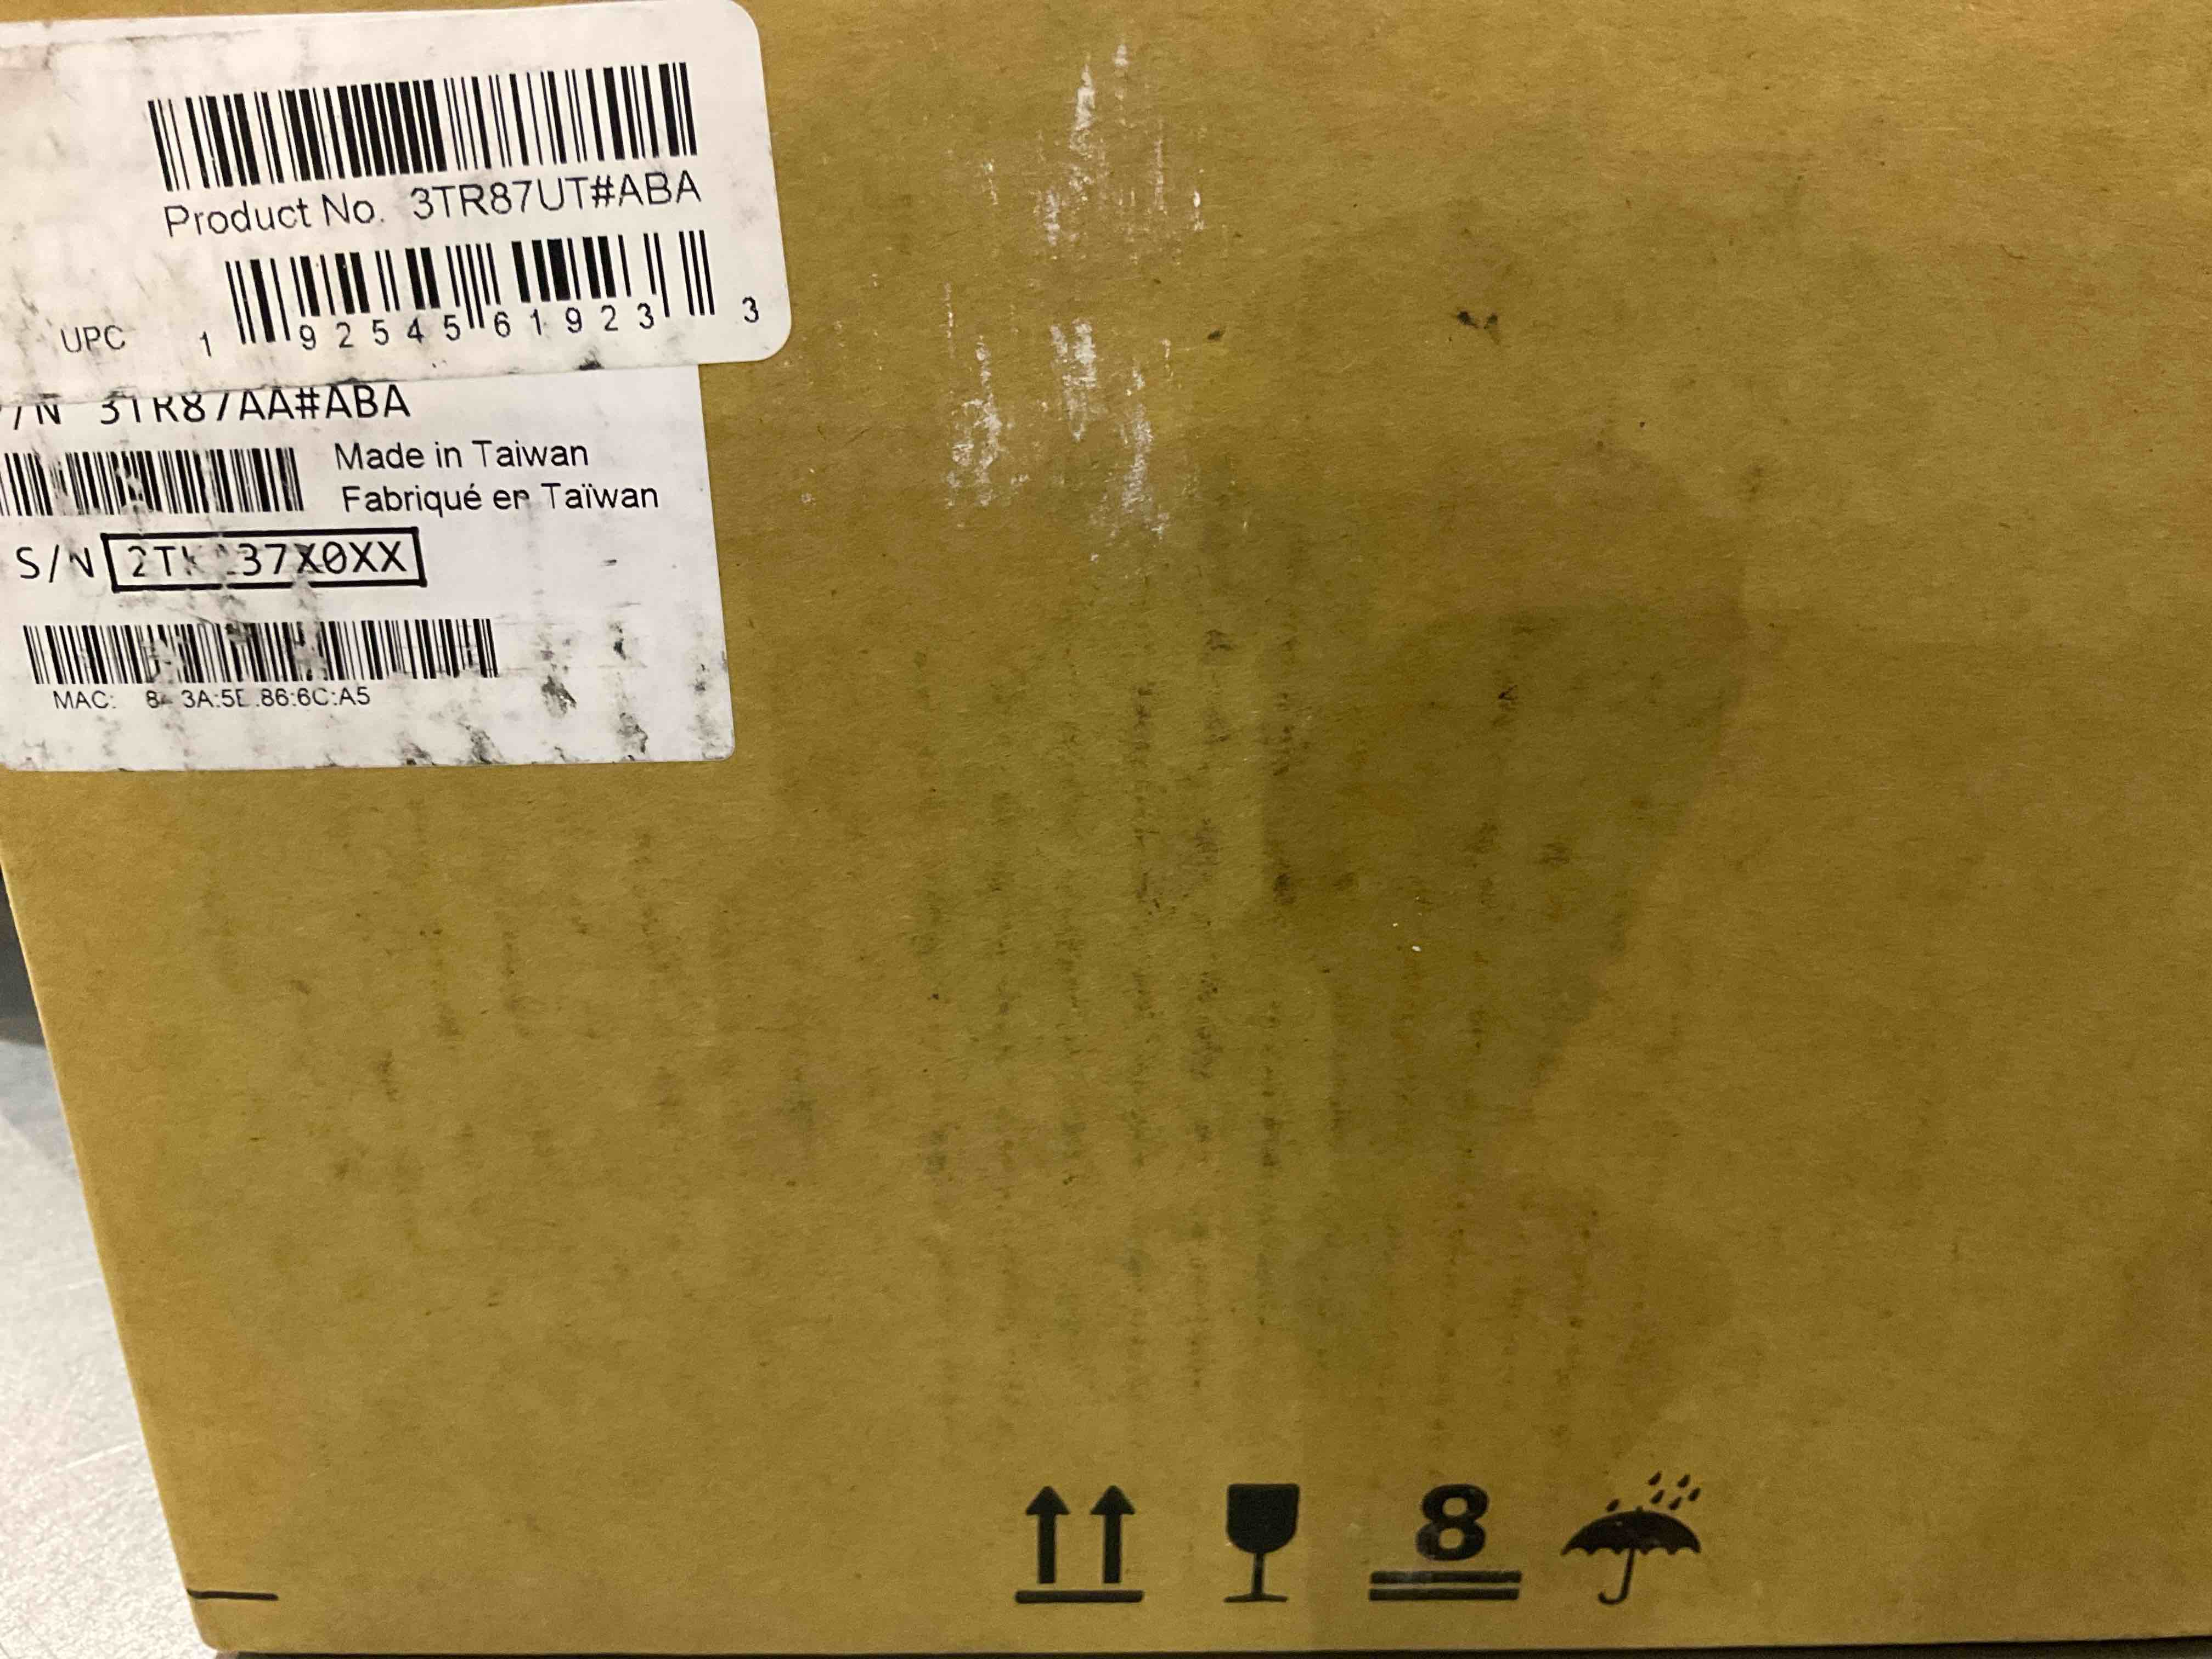 Product No. 3TR87UT#ABA
UPC 1 92545 61923 3
3TR87AA#ABA
Made in Taiwan
Fabriqué en Taïwan
S/N
MAC:
8